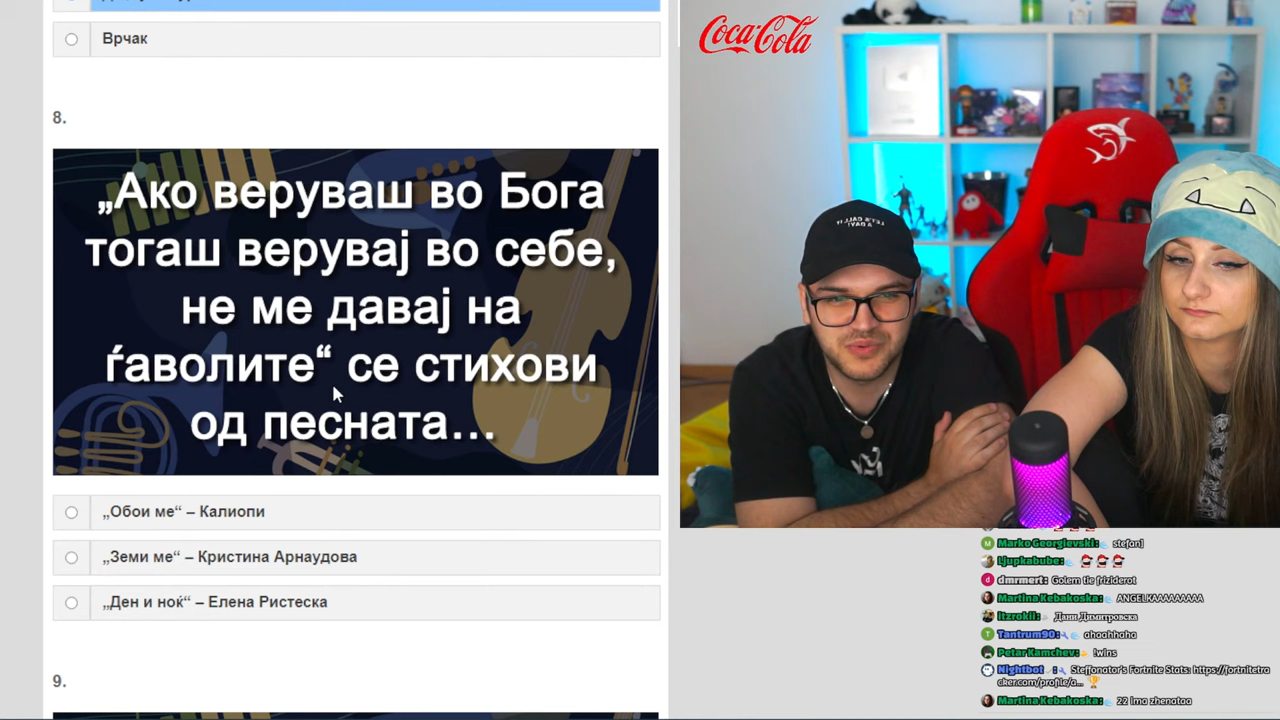 Врчак
8.
„Ако веруваш во Бога
тогаш верувај во себе,
не ме давај на
ѓаволите“ се стихови
од песната...
„Обои ме“ – Калиопи
„Земи ме“ – Кристина Арнаудова
„Ден и ноќ“ – Елена Ристеска
9.
Coca-Cola
Marko Georgievski: stefonj
Ljupkabube:
dmrmert: Golem tie friziderot
Martina Kebakoska: ANGELKAAAAAAAAA
itzrokii: Дани Димитровска
Tantrum90: ahaahhaha
Petar Kamchev: !wins
Nightbot: Steffonator's Fortnite Stats: https://fortnitetra
cker.com/profile/a...
Martina Kebakoska: 22 ima zhenataa